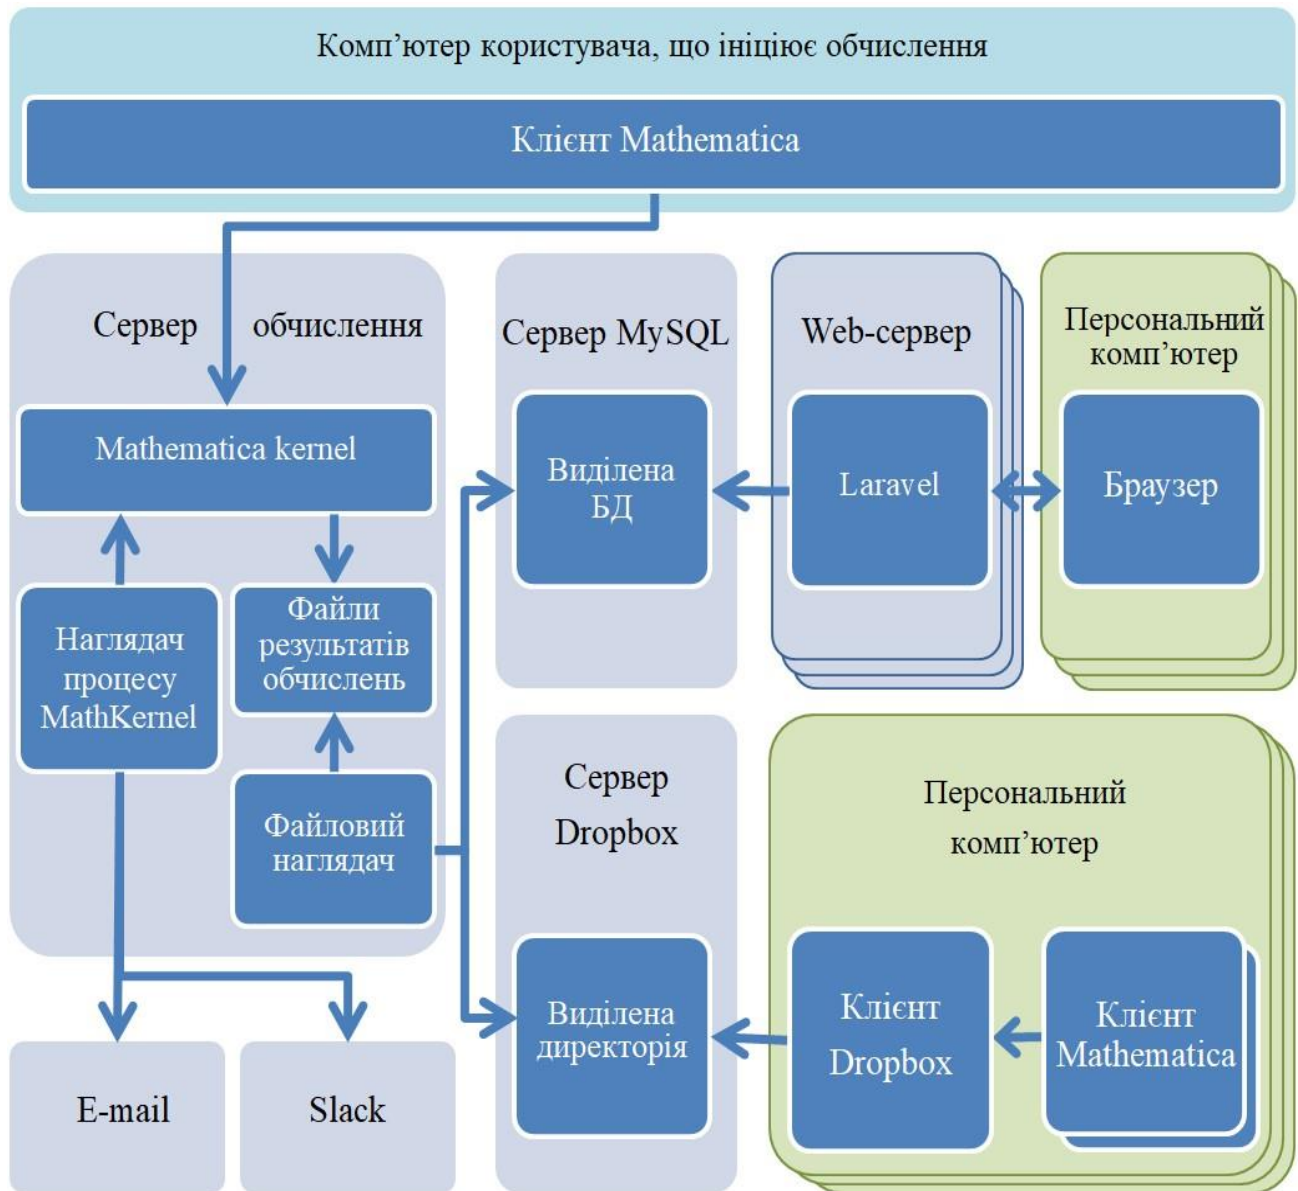 Комп’ютер користувача, що ініціює обчислення
Клієнт Mathematica
Сервер обчислення
Mathematica kernel
Наглядач
процесу
MathKernel
Файли
результатів
обчислень
Файловий
наглядач
E-mail
Slack
Сервер MySQL
Виділена
БД
Web-сервер
Laravel
Персональний
комп’ютер
Браузер
Сервер
Dropbox
Виділена
директорія
Персональний
комп’ютер
Клієнт
Dropbox
Клієнт
Mathematica